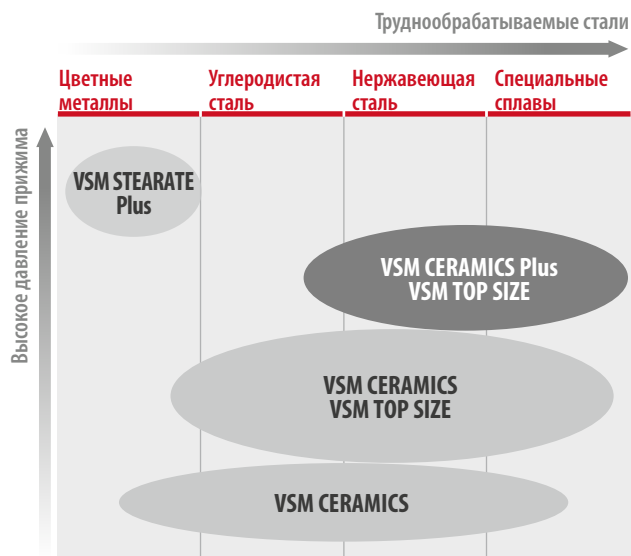 Труднообрабатываемые стали
Цветные
металлы
Углеродистая
сталь
Нержавеющая
сталь
Специальные
сплавы
Высокое давление прижима
VSM STEARATE
Plus
VSM CERAMICS Plus
VSM TOP SIZE
VSM CERAMICS
VSM TOP SIZE
VSM CERAMICS